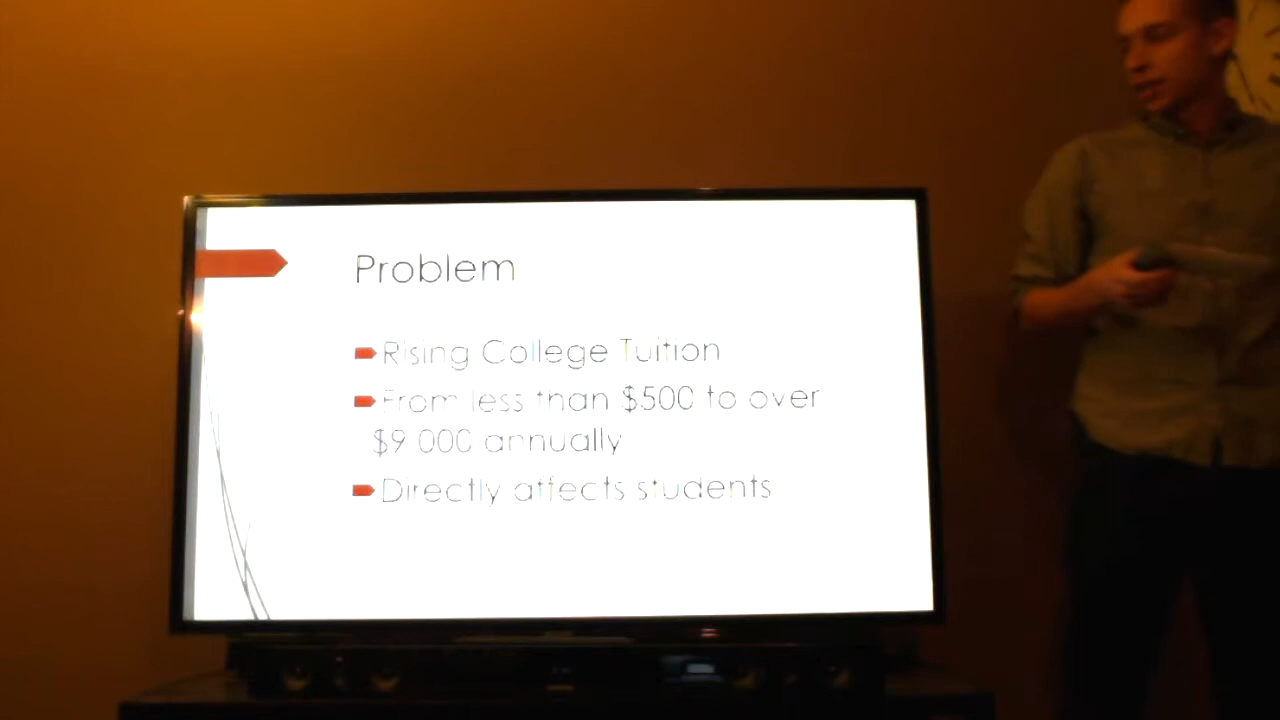 Problem
Rising College Tuition
From less than $500 to over
$9 000 annually
Directly affects students